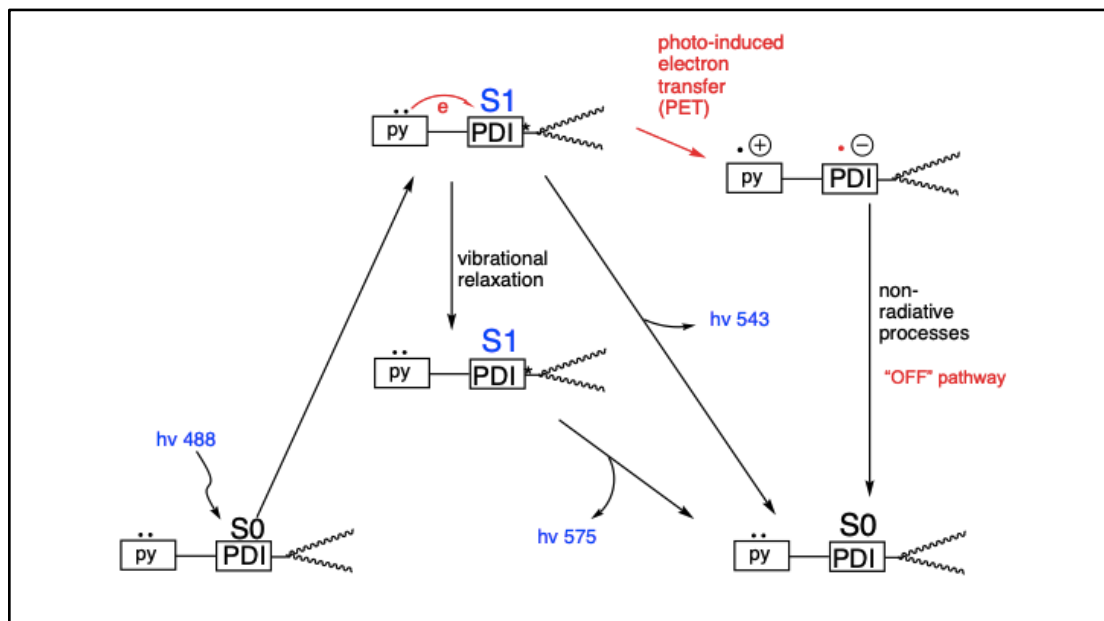 photo-induced
electron
transfer
(PET)
S1
e
py
PDI
*
py
PDI
vibrational
relaxation
hv 543
non-
radiative
processes
"OFF" pathway
S1
py
PDI
*
hv 488
hv 575
S0
py
PDI
S0
py
PDI